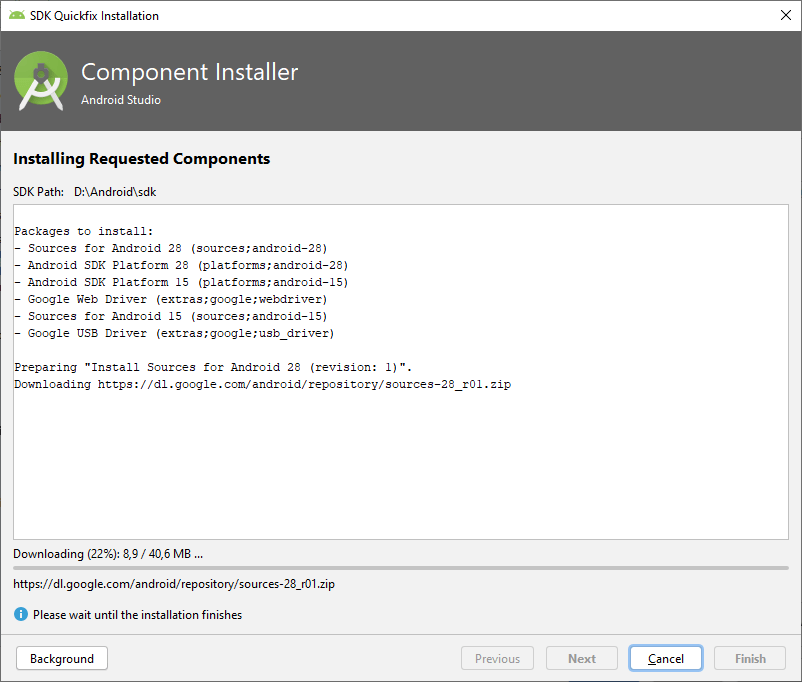 SDK Quickfix Installation
Component Installer
Android Studio
Installing Requested Components
SDK Path: D:\Android\sdk
Packages to install:
- Sources for Android 28 (sources;android-28)
- Android SDK Platform 28 (platforms;android-28)
- Android SDK Platform 15 (platforms;android-15)
- Google Web Driver (extras;google;webdriver)
- Sources for Android 15 (sources;android-15)
- Google USB Driver (extras;google;usb_driver)
Preparing "Install Sources for Android 28 (revision: 1)".
Downloading https://dl.google.com/android/repository/sources-28_r01.zip
Downloading (22%): 8,9 / 40,6 MB ...
https://dl.google.com/android/repository/sources-28_r01.zip
Please wait until the installation finishes
Background Previous Next Cancel Finish